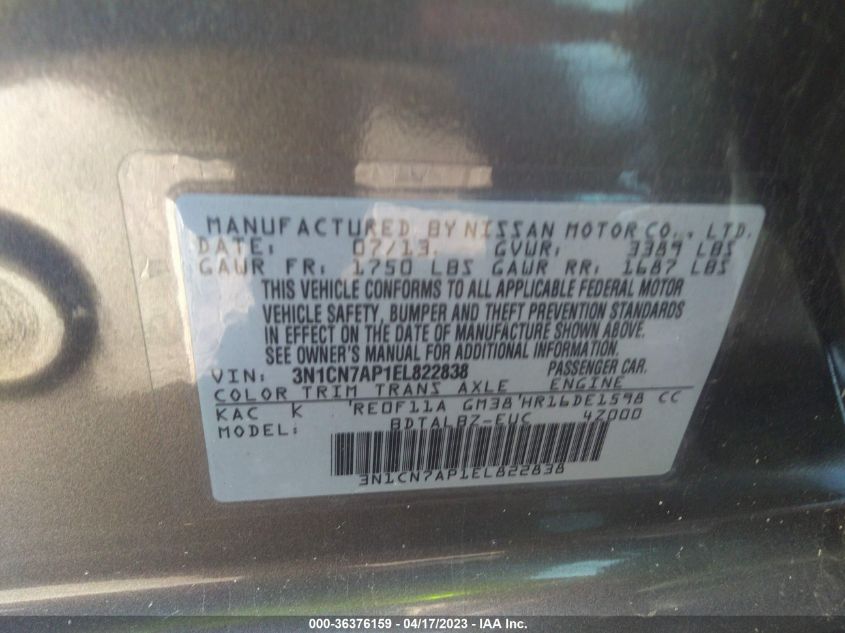 MANUFACTURED BY NISSAN MOTOR CO., LTD.
DATE: 07/13. GVWR: 3389 LBS
GAWR FR: 1750 LBS GAWR RR: 1687 LBS
THIS VEHICLE CONFORMS TO ALL APPLICABLE FEDERAL MOTOR
VEHICLE SAFETY, BUMPER AND THEFT PREVENTION STANDARDS
IN EFFECT ON THE DATE OF MANUFACTURE SHOWN ABOVE.
SEE OWNER'S MANUAL FOR ADDITIONAL INFORMATION.
VIN: 3N1CN7AP1EL822838 PASSENGER CAR.
COLOR TRIM TRANS AXLE ENGINE
KAC K RE0F11A GM38 HR16DE1598 CC
MODEL: BDTALBZ-EUC 42000
3N1CN7AP1EL822838
000-36376159 - 04/17/2023 - IAA Inc.